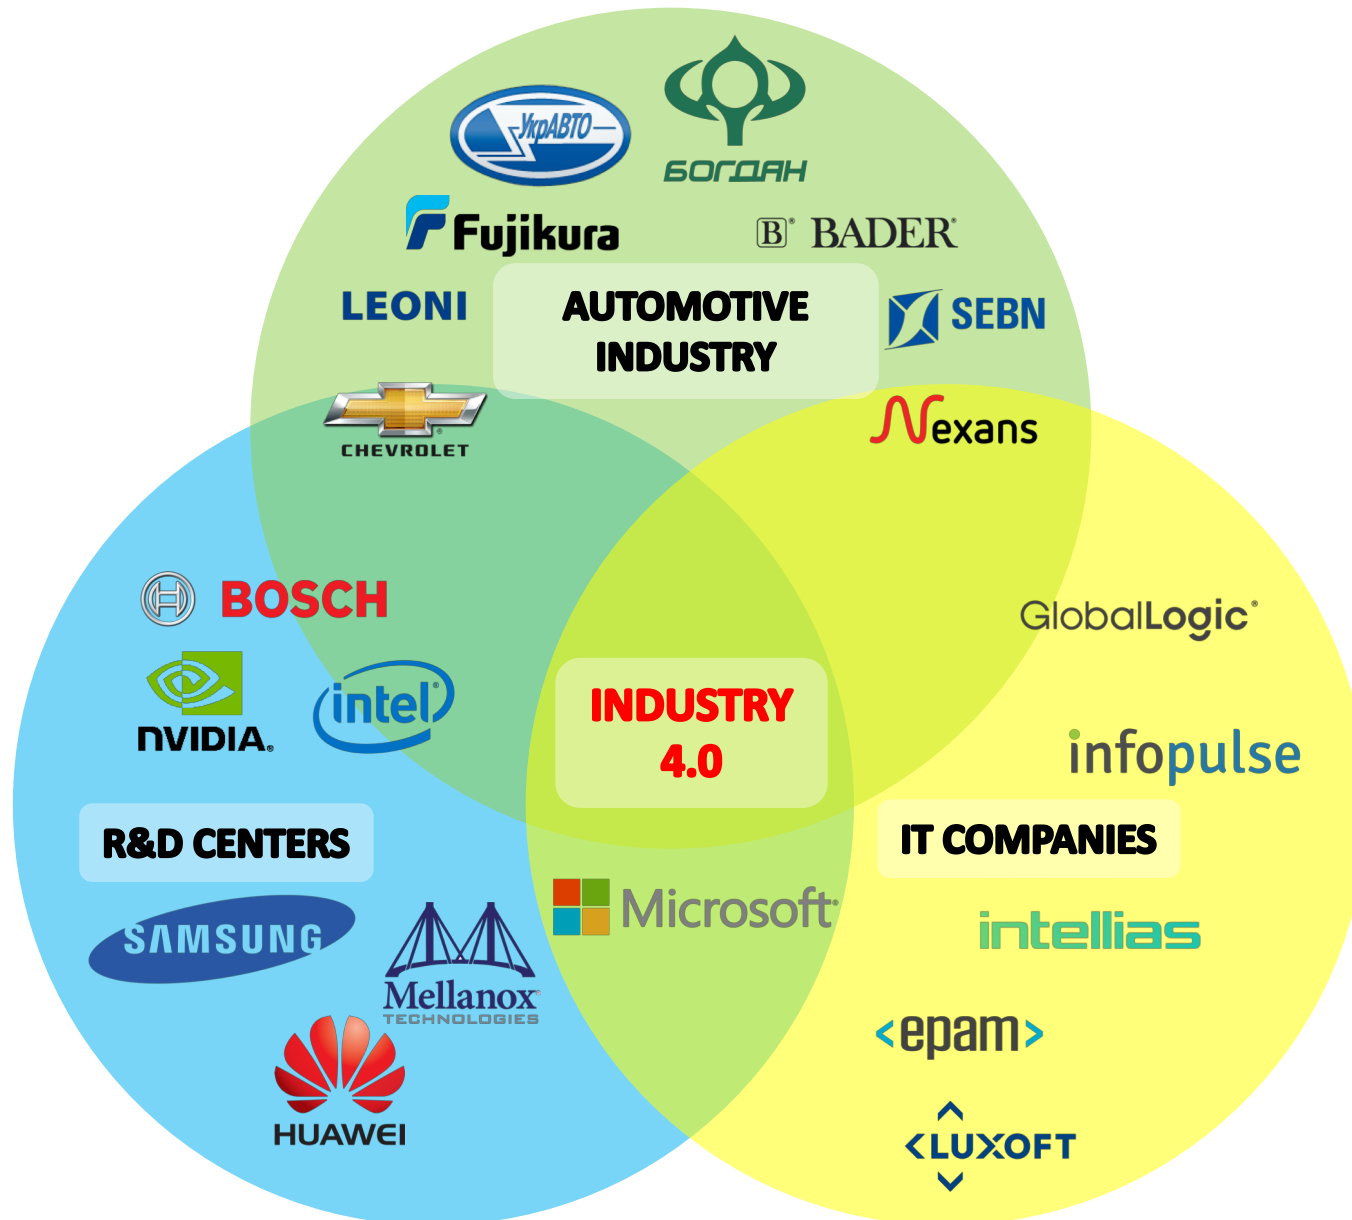 УкрАВТО
БОГДАН
Fujikura
B® BADER®
LEONI
AUTOMOTIVE
INDUSTRY
SEBN
CHEVROLET
Nexans
BOSCH
GlobalLogic®
NVIDIA®
intel®
INDUSTRY
4.0
infopulse
R&D CENTERS
IT COMPANIES
SAMSUNG
Microsoft
intellias
Mellanox
TECHNOLOGIES
<epam>
HUAWEI
LUXOFT